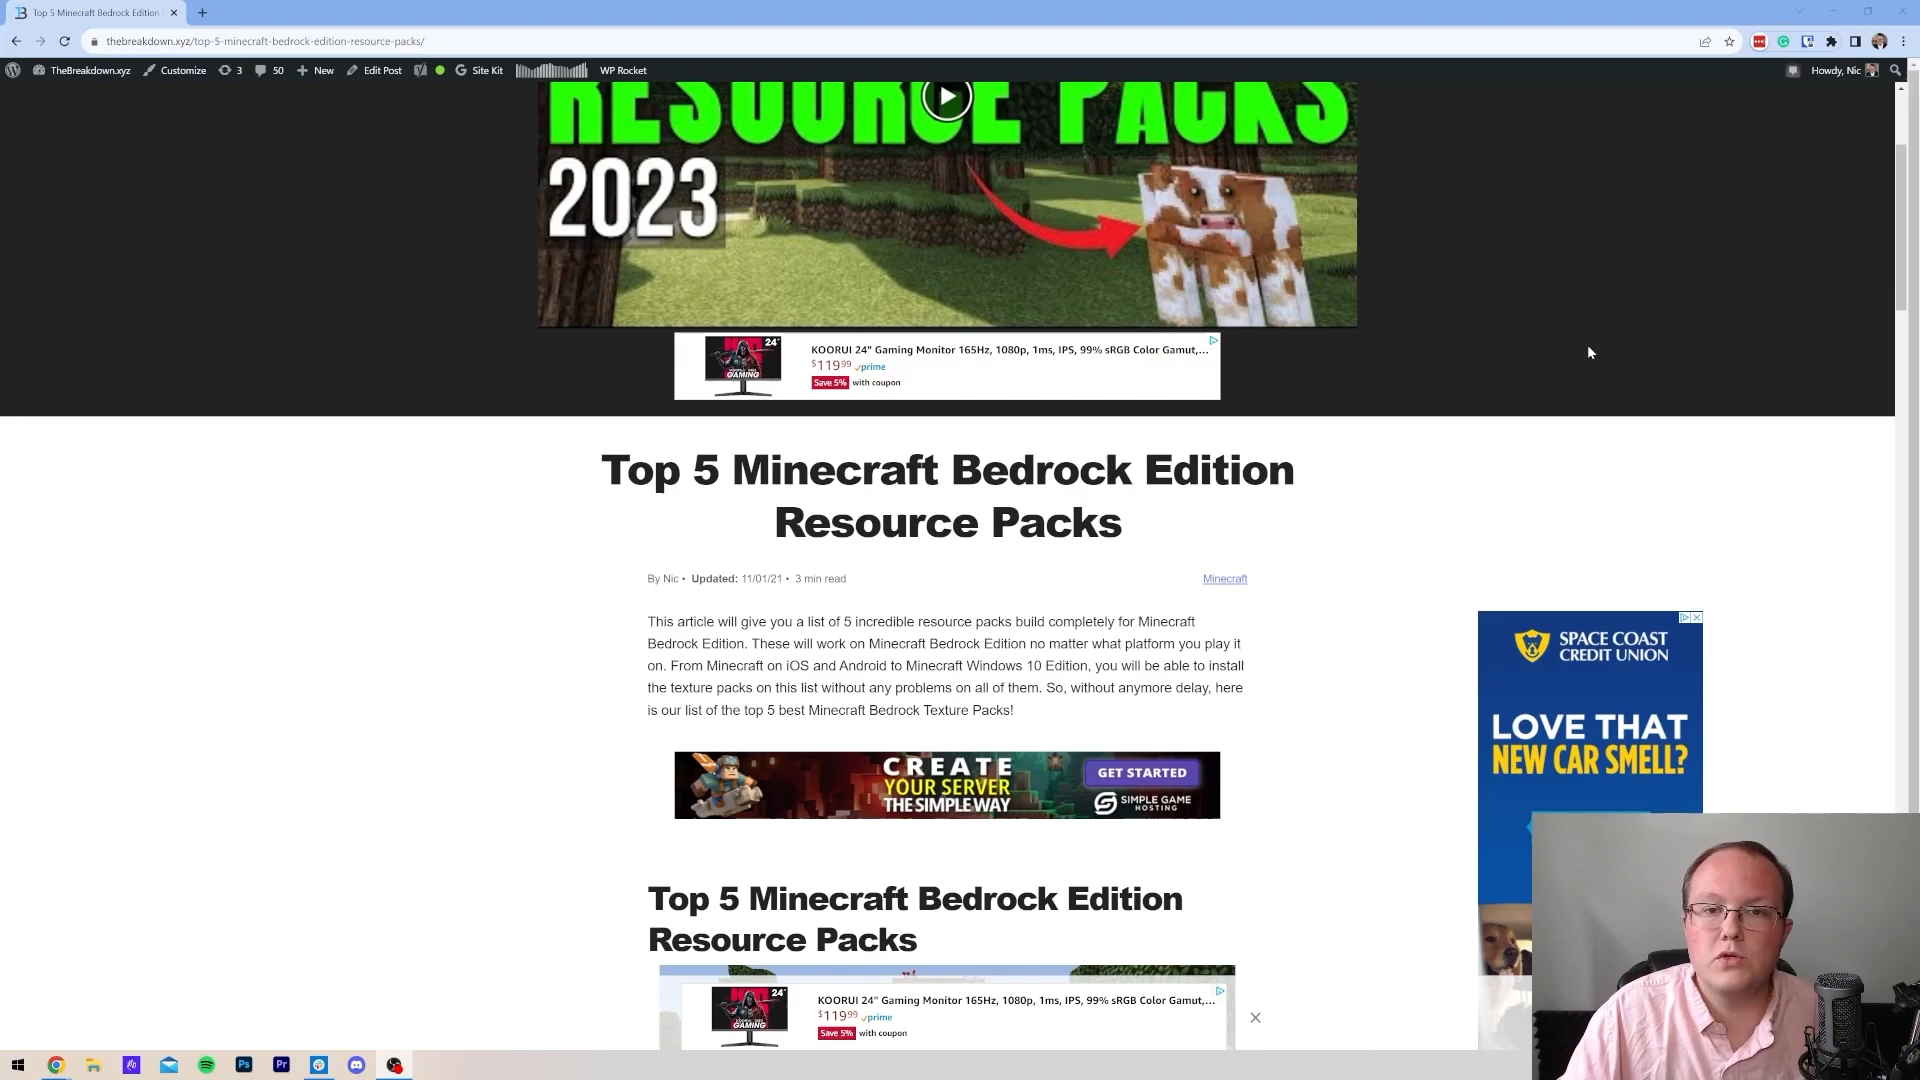 Top 5 Minecraft Bedrock Edition
thebreakdown.xyz/top-5-minecraft-bedrock-edition-resource-packs/
TheBreakdown.xyz Customize 3 50 New Edit Post Site Kit WP Rocket Howdy, Nic
RESOURCE PACKS
2023
24"
GAMING
KOORUI 24" Gaming Monitor 165Hz, 1080p, 1ms, IPS, 99% sRGB Color Gamut,...
$119.99 prime
Save 5% with coupon
Top 5 Minecraft Bedrock Edition
Resource Packs
By Nic • Updated: 11/01/21 • 3 min read Minecraft
This article will give you a list of 5 incredible resource packs build completely for Minecraft
Bedrock Edition. These will work on Minecraft Bedrock Edition no matter what platform you play it
on. From Minecraft on iOS and Android to Minecraft Windows 10 Edition, you will be able to install
the texture packs on this list without any problems on all of them. So, without anymore delay, here
is our list of the top 5 best Minecraft Bedrock Texture Packs!
SPACE COAST
CREDIT UNION
LOVE THAT
NEW CAR SMELL?
CREATE
YOUR SERVER
THE SIMPLE WAY
GET STARTED
SIMPLE GAME
HOSTING
Top 5 Minecraft Bedrock Edition
Resource Packs
24"
GAMING
KOORUI 24" Gaming Monitor 165Hz, 1080p, 1ms, IPS, 99% sRGB Color Gamut,...
$119.99 prime
Save 5% with coupon
Ps
Pr